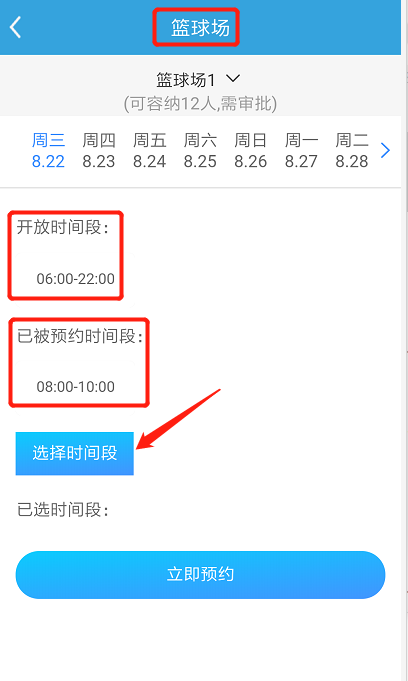 篮球场
篮球场1
(可容纳12人,需审批)
周三 周四 周五 周六 周日 周一 周二
8.22 8.23 8.24 8.25 8.26 8.27 8.28
开放时间段:
06:00-22:00
已被预约时间段:
08:00-10:00
选择时间段
已选时间段:
立即预约